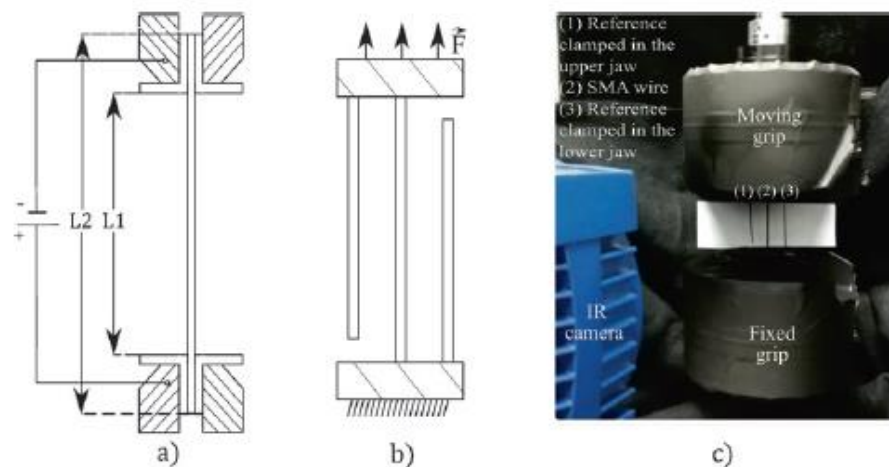 -
+
L2
L1
a)
F
b)
(1) Reference
clamped in the
upper jaw
(2) SMA wire
(3) Reference
clamped in the
lower jaw
Moving
grip
(1) (2) (3)
IR
camera
Fixed
grip
c)